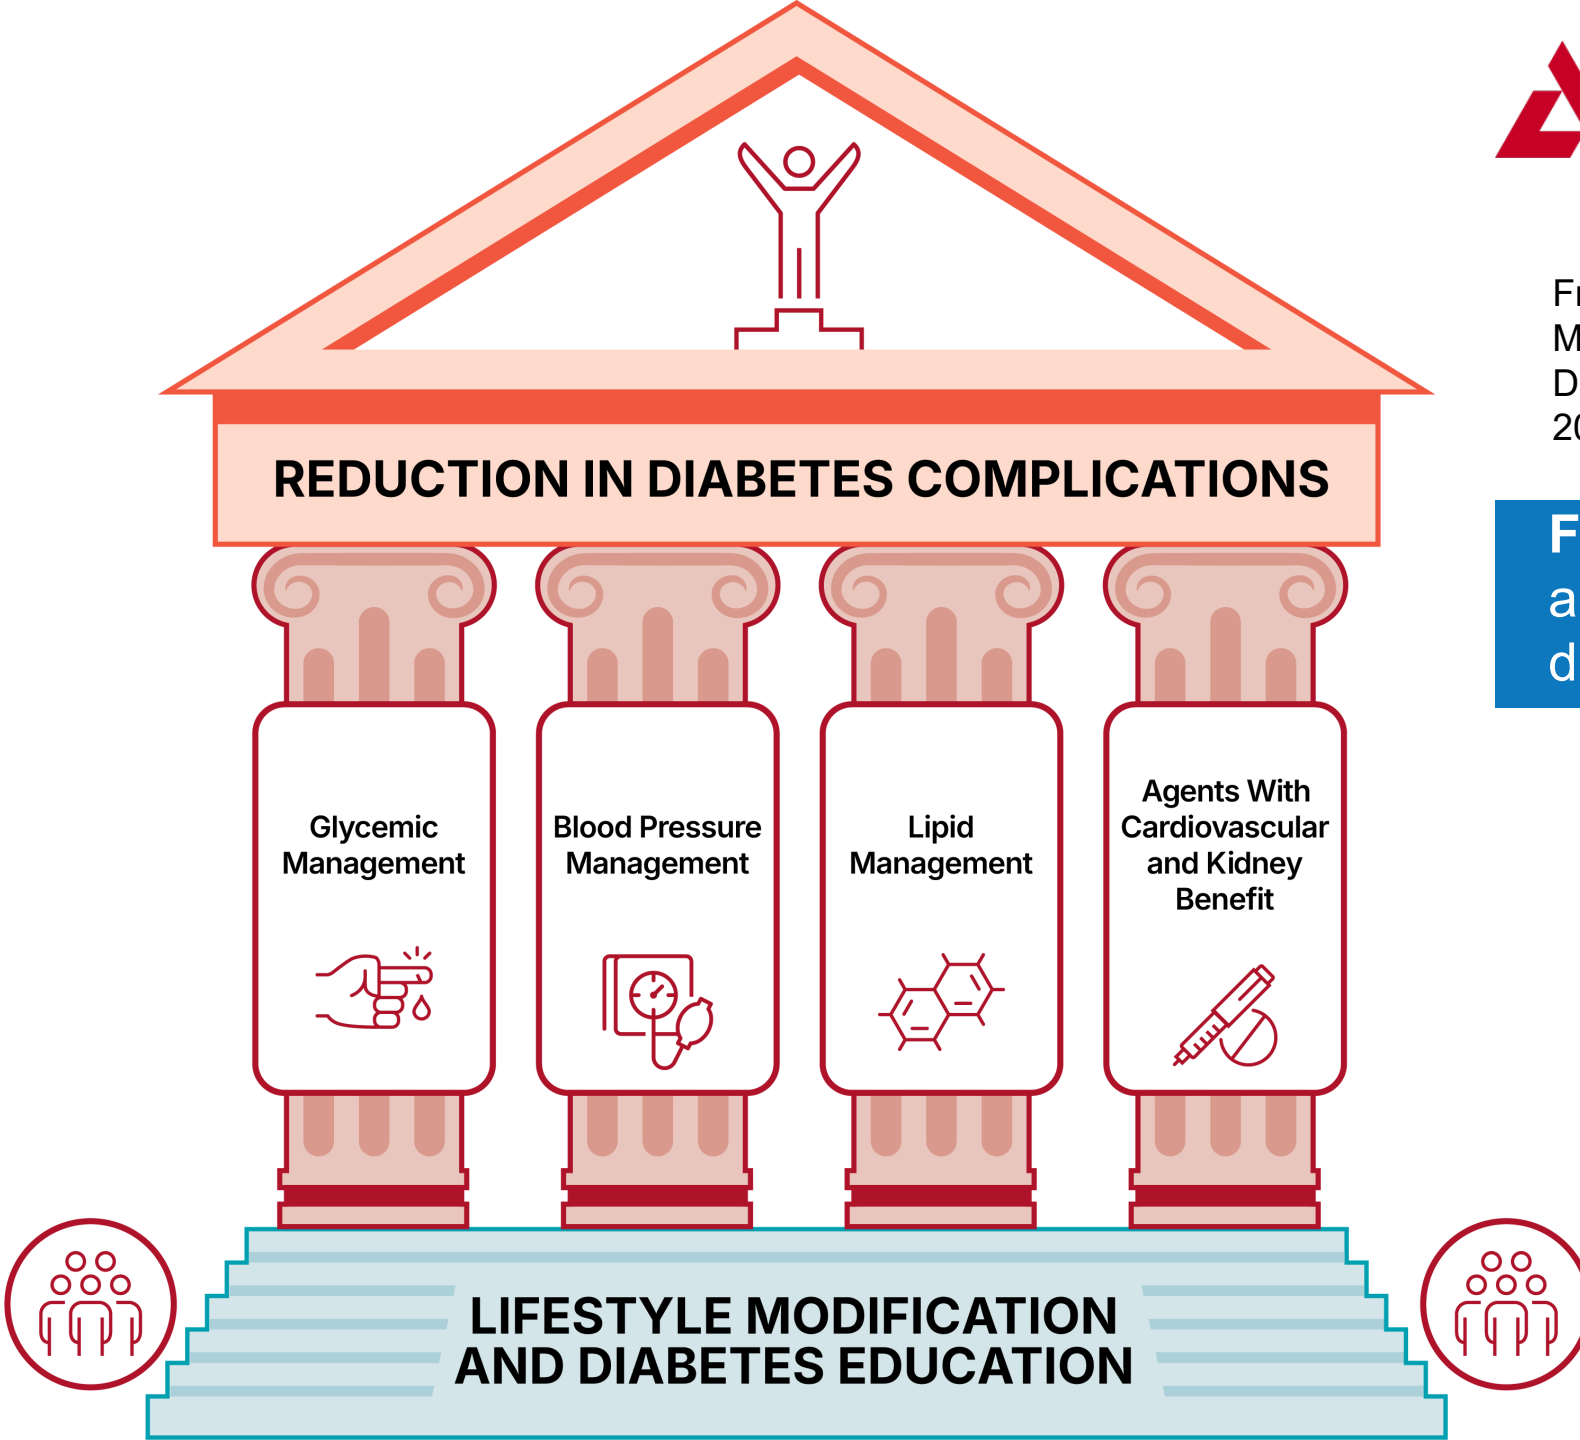 REDUCTION IN DIABETES COMPLICATIONS
Glycemic
Management
Blood Pressure
Management
Lipid
Management
Agents With
Cardiovascular
and Kidney
Benefit
LIFESTYLE MODIFICATION
AND DIABETES EDUCATION